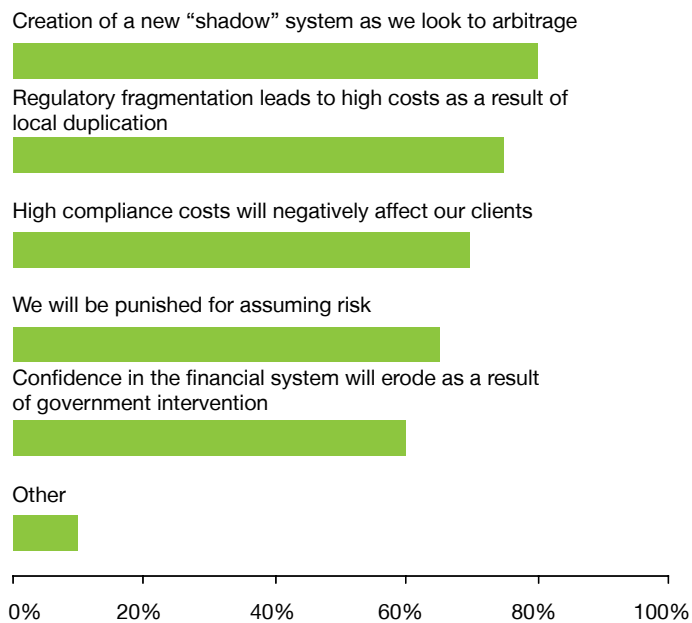 Creation of a new “shadow” system as we look to arbitrage
Regulatory fragmentation leads to high costs as a result of
local duplication
High compliance costs will negatively affect our clients
We will be punished for assuming risk
Confidence in the financial system will erode as a result
of government intervention
Other
0% 20% 40% 60% 80% 100%